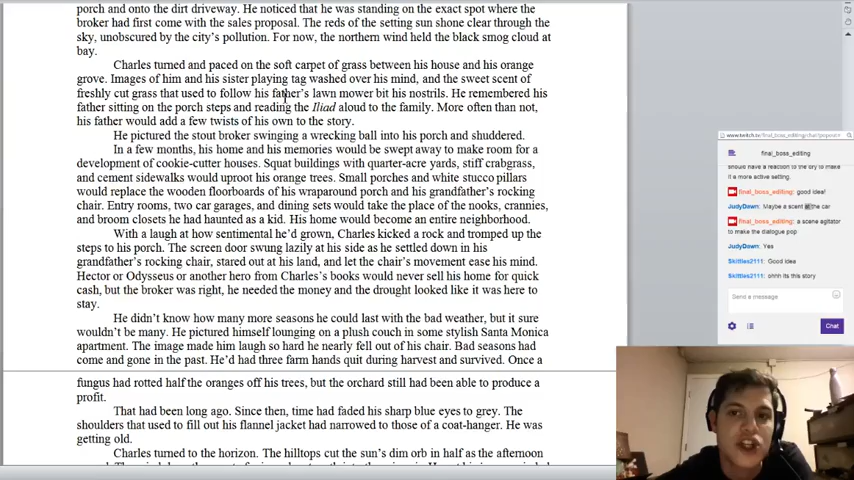 porch and onto the dirt driveway. He noticed that he was standing on the exact spot where the
broker had first come with the sales proposal. The reds of the setting sun shone clear through the
sky, unobscured by the city's pollution. For now, the northern wind held the black smog cloud at
bay.
Charles turned and paced on the soft carpet of grass between his house and his orange
grove. Images of him and his sister playing tag washed over his mind, and the sweet scent of
freshly cut grass that used to follow his father's lawn mower bit his nostrils. He remembered his
father sitting on the porch steps and reading the Iliad aloud to the family. More often than not,
his father would add a few twists of his own to the story.
He pictured the stout broker swinging a wrecking ball into his porch and shuddered.
In a few months, his home and his memories would be swept away to make room for a
development of cookie-cutter houses. Squat buildings with quarter-acre yards, stiff crabgrass,
and cement sidewalks would uproot his orange trees. Small porches and white stucco pillars
would replace the wooden floorboards of his wraparound porch and his grandfather's rocking
chair. Entry rooms, two car garages, and dining sets would take the place of the nooks, crannies,
and broom closets he had haunted as a kid. His home would become an entire neighborhood.
With a laugh at how sentimental he'd grown, Charles kicked a rock and tromped up the
steps to his porch. The screen door swung lazily at his side as he settled down in his
grandfather's rocking chair, stared out at his land, and let the chair's movement ease his mind.
Hector or Odysseus or another hero from Charles's books would never sell his home for quick
cash, but the broker was right, he needed the money and the drought looked like it was here to
stay.
He didn't know how many more seasons he could last with the bad weather, but it sure
wouldn't be many. He pictured himself lounging on a plush couch in some stylish Santa Monica
apartment. The image made him laugh so hard he nearly fell out of his chair. Bad seasons had
come and gone in the past. He'd had three farm hands quit during harvest and survived. Once a
fungus had rotted half the oranges off his trees, but the orchard still had been able to produce a
profit.
That had been long ago. Since then, time had faded his sharp blue eyes to grey. The
shoulders that used to fill out his flannel jacket had narrowed to those of a coat-hanger. He was
getting old.
Charles turned to the horizon. The hilltops cut the sun's dim orb in half as the afternoon
final_boss_editing
should have a reaction to the
it a more active setting.
final_boss_editing: good idea!
JudyDawn: Maybe a scent at the car
final_boss_editing: a scene agitator
to make the dialogue pop
JudyDawn: Yes
Skittles2111: Good idea
Skittles2111: ohhh its this story
Send a message
Chat